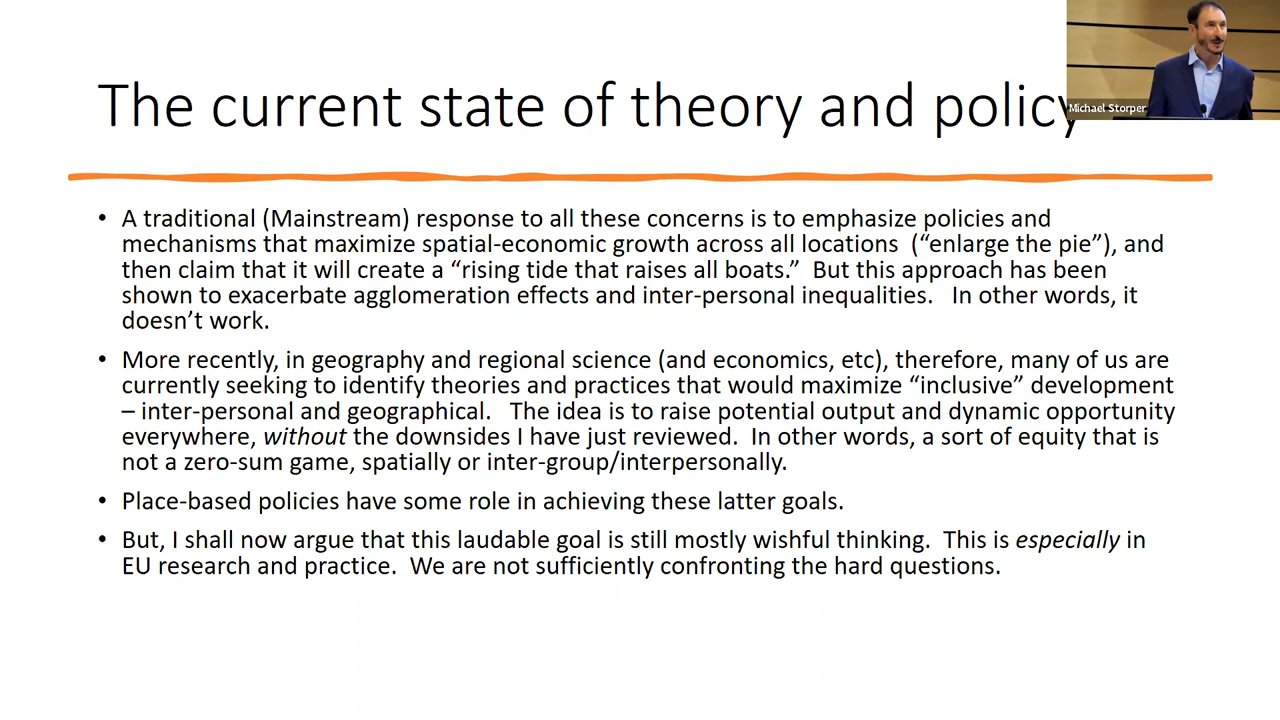 The current state of theory and policy
Michael Storper
• A traditional (Mainstream) response to all these concerns is to emphasize policies and
mechanisms that maximize spatial-economic growth across all locations (“enlarge the pie”), and
then claim that it will create a “rising tide that raises all boats.” But this approach has been
shown to exacerbate agglomeration effects and inter-personal inequalities. In other words, it
doesn’t work.
• More recently, in geography and regional science (and economics, etc), therefore, many of us are
currently seeking to identify theories and practices that would maximize “inclusive” development
– inter-personal and geographical. The idea is to raise potential output and dynamic opportunity
everywhere, without the downsides I have just reviewed. In other words, a sort of equity that is
not a zero-sum game, spatially or inter-group/interpersonally.
• Place-based policies have some role in achieving these latter goals.
• But, I shall now argue that this laudable goal is still mostly wishful thinking. This is especially in
EU research and practice. We are not sufficiently confronting the hard questions.